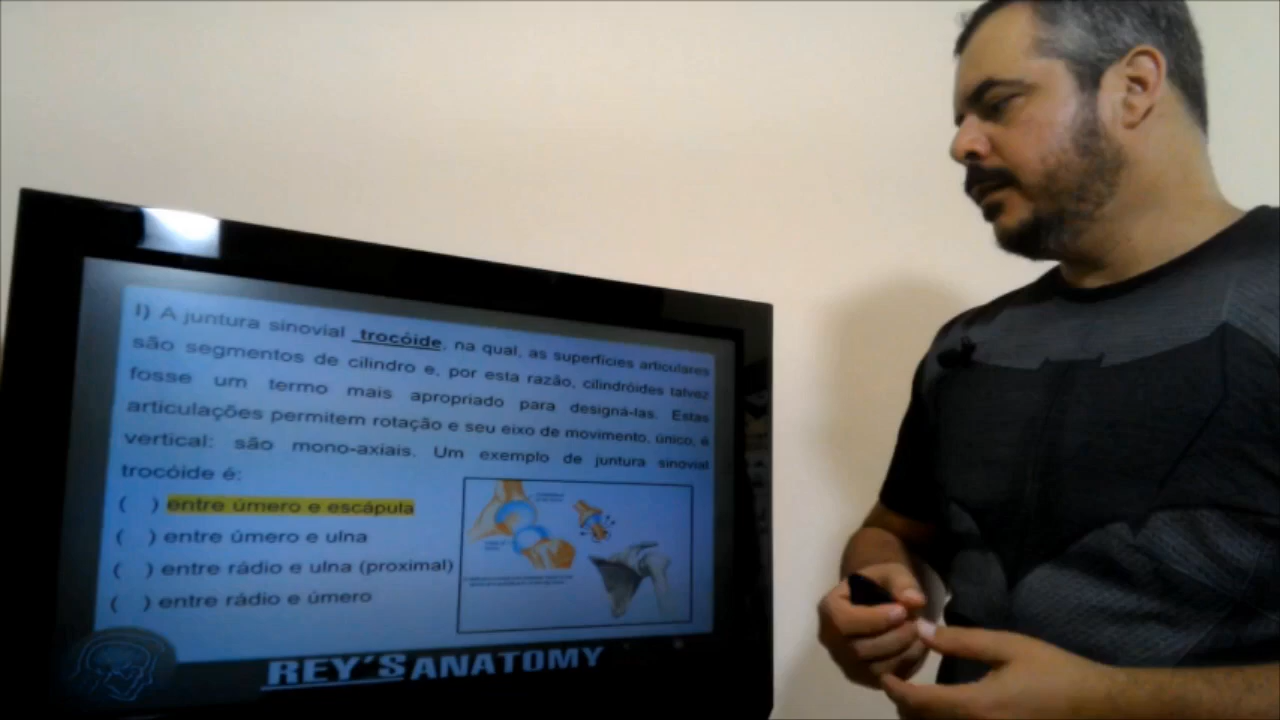 I) A juntura sinovial trocóide, na qual, as superfícies articulares
são segmentos de cilindro e, por esta razão, cilindróides talvez
fosse um termo mais apropriado para designá-las. Estas
articulações permitem rotação e seu eixo de movimento, único, é
vertical: são mono-axiais. Um exemplo de juntura sinovial
trocóide é:
( ) entre úmero e escápula
( ) entre úmero e ulna
( ) entre rádio e ulna (proximal)
( ) entre rádio e úmero
REY'S ANATOMY